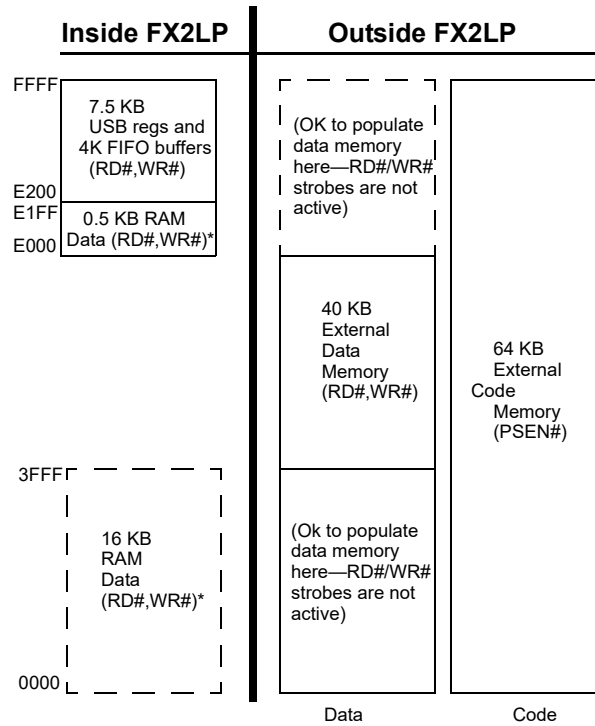 Inside FX2LP
Outside FX2LP
FFFF
7.5 KB
USB regs and
4K FIFO buffers
(RD#,WR#)
E200
E1FF
0.5 KB RAM
Data (RD#,WR#)*
E000
(OK to populate
data memory
here—RD#/WR#
strobes are not
active)
40 KB
External
Data
Memory
(RD#,WR#)
64 KB
External
Code
Memory
(PSEN#)
3FFF
16 KB
RAM
Data
(RD#,WR#)*
(Ok to populate
data memory
here—RD#/WR#
strobes are not
active)
0000
Data
Code